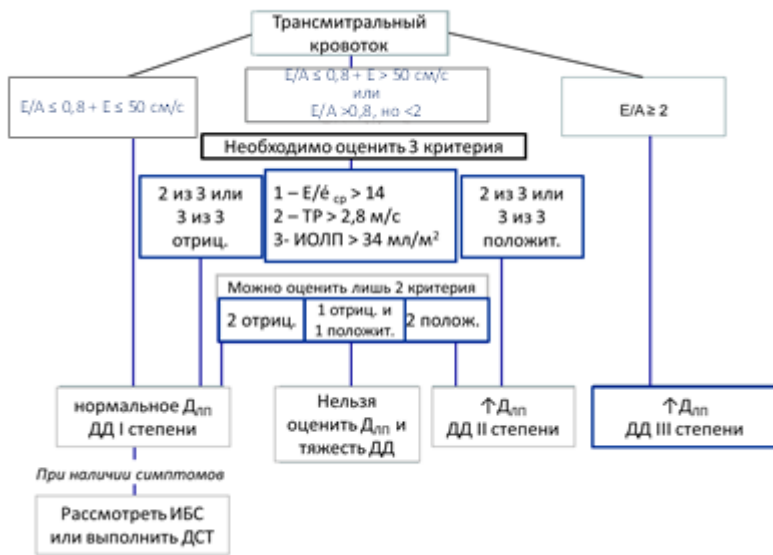 Трансмитральный
кровоток
E/A ≤ 0,8 + E ≤ 50 см/с
E/A ≤ 0,8 + E > 50 см/с
или
E/A >0,8, но <2
E/A ≥ 2
Необходимо оценить 3 критерия
2 из 3 или
3 из 3
отриц.
1 – E/é ср > 14
2 – ТР > 2,8 м/с
3- ИОЛП > 34 мл/м²
2 из 3 или
3 из 3
положит.
Можно оценить лишь 2 критерия
2 отриц.
1 отриц. и
1 положит.
2 полож.
нормальное ДЛП
ДД I степени
Нельзя
оценить ДЛП и
тяжесть ДД
↑ДЛП
ДД II степени
↑ДЛП
ДД III степени
При наличии симптомов
Рассмотреть ИБС
или выполнить ДСТ